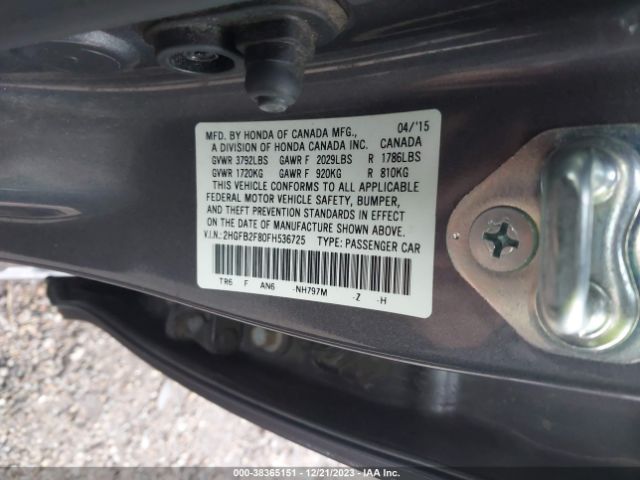 MFD. BY HONDA OF CANADA MFG., 04/'15
A DIVISION OF HONDA CANADA INC. CANADA
GVWR 3792LBS GAWR F 2029LBS R 1786LBS
GVWR 1720KG GAWR F 920KG R 810KG
THIS VEHICLE CONFORMS TO ALL APPLICABLE
FEDERAL MOTOR VEHICLE SAFETY, BUMPER,
AND THEFT PREVENTION STANDARDS IN EFFECT
ON THE DATE OF MANUFACTURE SHOWN ABOVE.
V.I.N.: 2HGFB2F80FH536725 TYPE: PASSENGER CAR
TR6 F AN6 -NH797M -Z -H
000-38365151 - 12/21/2023 - IAA Inc.